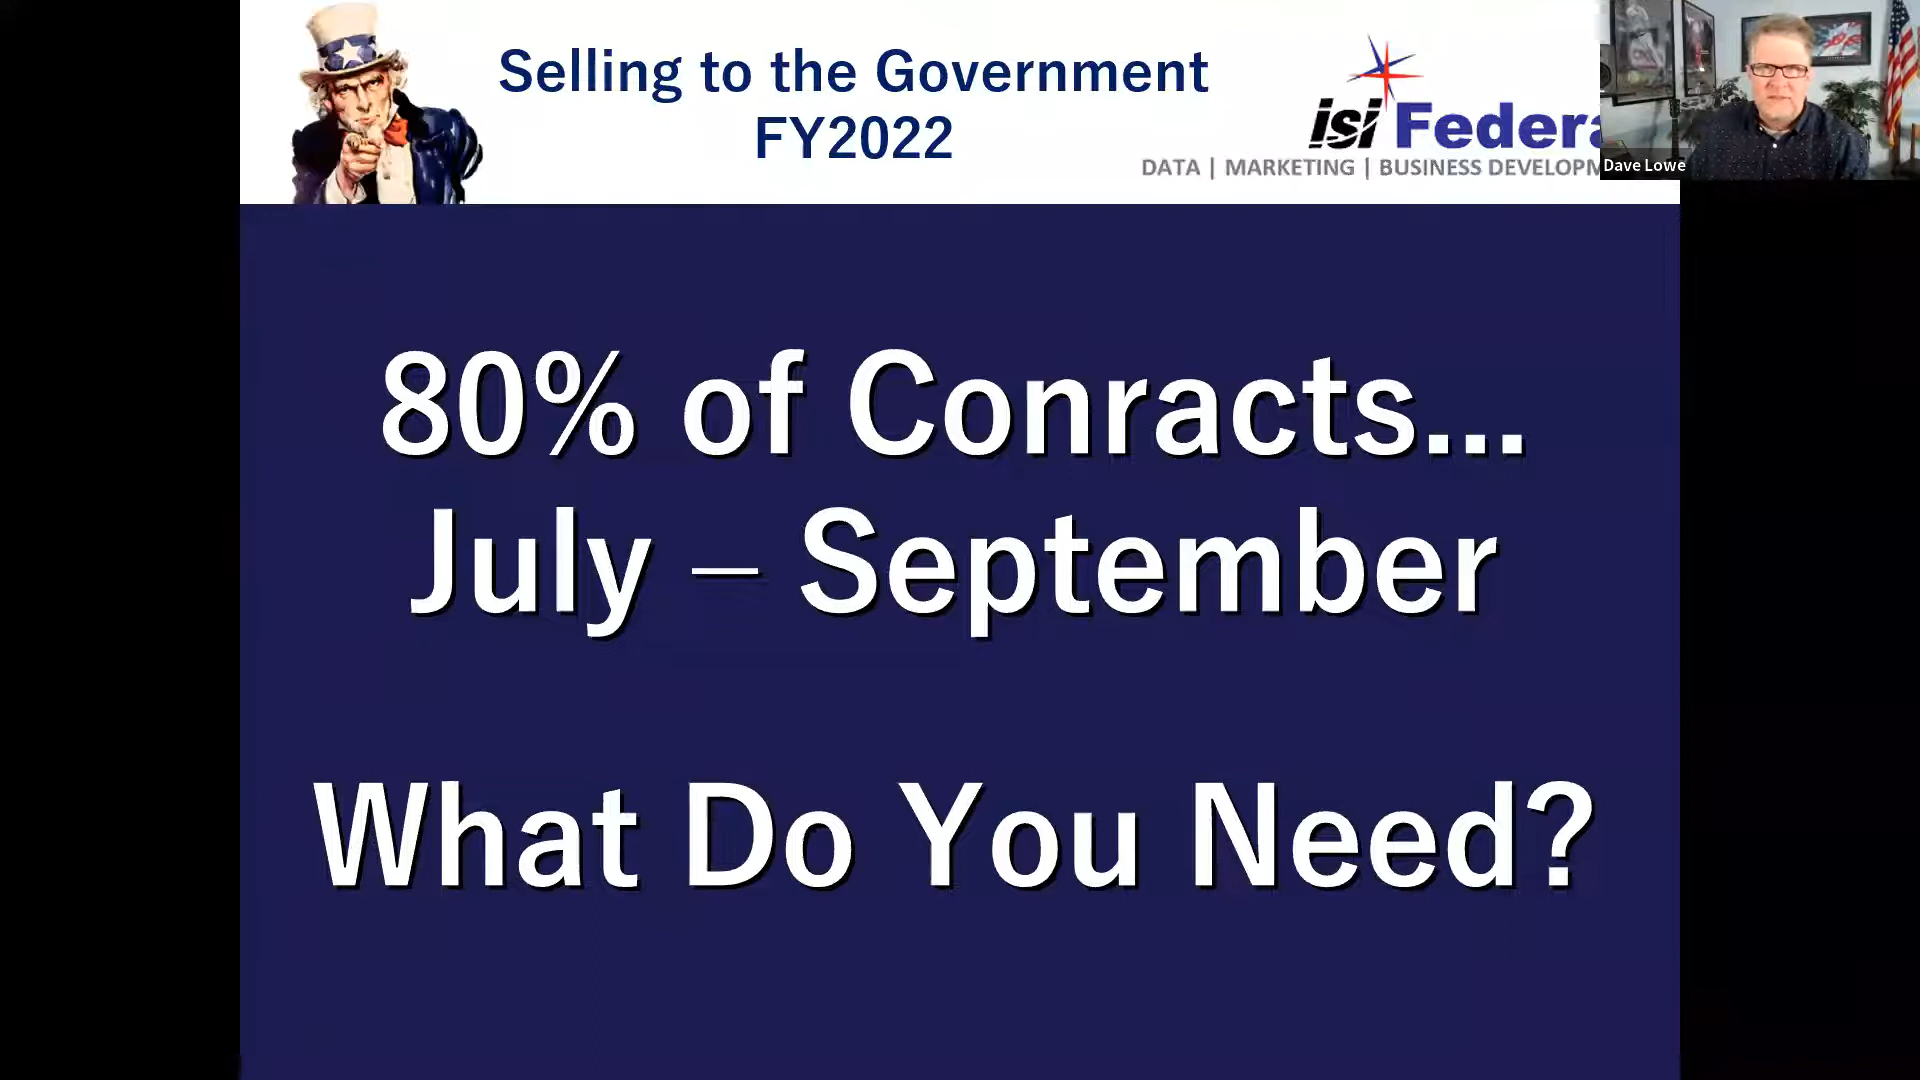 Selling to the Government
FY2022
isi Federa
DATA | MARKETING | BUSINESS DEVELOPM
Dave Lowe
80% of Conracts...
July – September
What Do You Need?